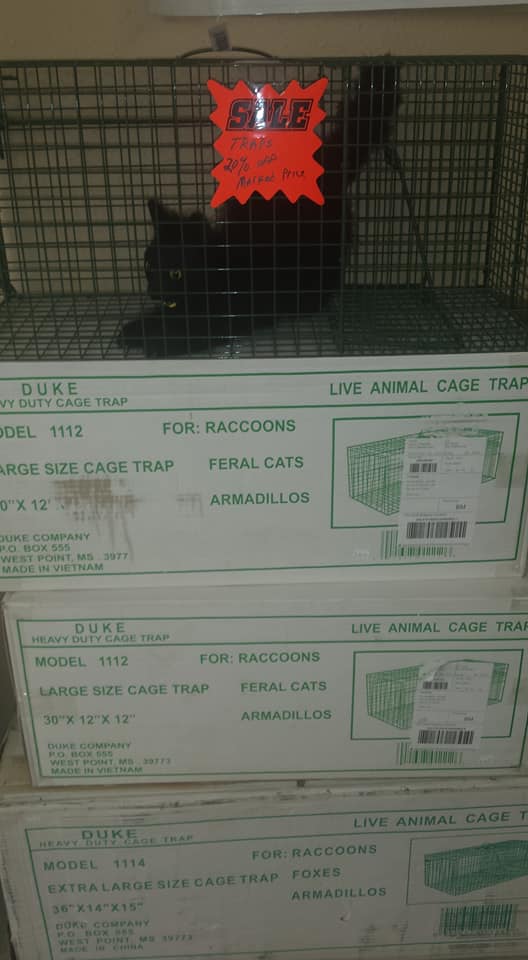 SALE
TRAPS
20% off
Marked Price
DUKE
VY DUTY CAGE TRAP
LIVE ANIMAL CAGE TRAP
ODEL 1112
FOR: RACCOONS
ARGE SIZE CAGE TRAP
FERAL CATS
0"X 12"
ARMADILLOS
DUKE COMPANY
P.O. BOX 555
WEST POINT, MS 3977
MADE IN VIETNAM
DUKE
HEAVY DUTY CAGE TRAP
LIVE ANIMAL CAGE TRAP
MODEL 1112
FOR: RACCOONS
LARGE SIZE CAGE TRAP
FERAL CATS
30"X 12"X 12"
ARMADILLOS
DUKE COMPANY
P.O. BOX 555
WEST POINT, MS 39773
MADE IN VIETNAM
DUKE
HEAVY DUTY CAGE TRAP
LIVE ANIMAL CAGE T
MODEL 1114
FOR: RACCOONS
EXTRA LARGE SIZE CAGE TRAP
FOXES
36"X14"X15"
ARMADILLOS
DUKE COMPANY
P.O. BOX 555
WEST POINT, MS 39773
MADE IN CHINA